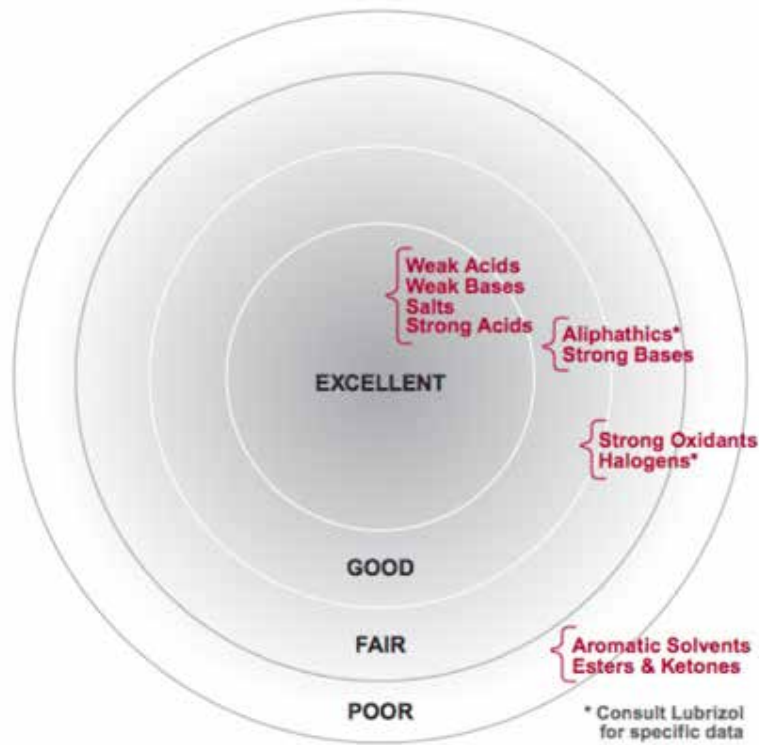 Weak Acids
Weak Bases
Salts
Strong Acids
Aliphathics*
Strong Bases
EXCELLENT
Strong Oxidants
Halogens*
GOOD
FAIR
Aromatic Solvents
Esters & Ketones
POOR
* Consult Lubrizol
for specific data